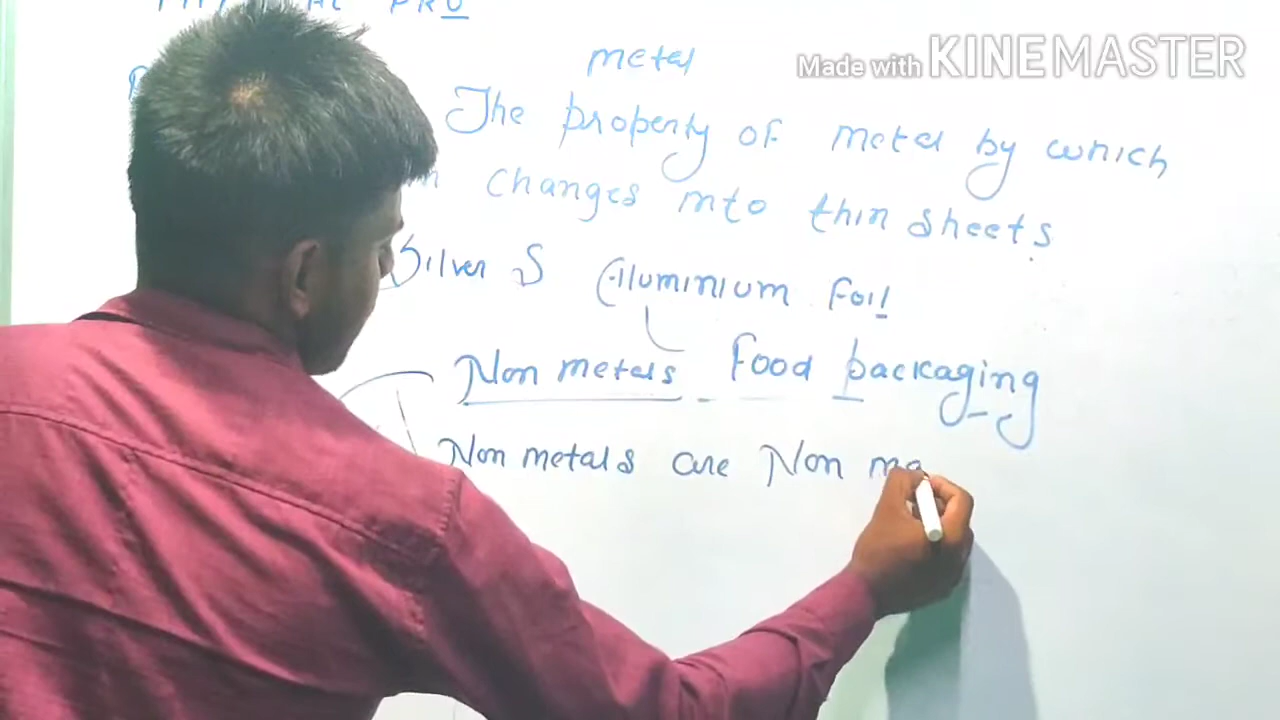 PRO
metal
Made with KINEMASTER
The property of metal by which
changes into thin sheets
Silver S Aluminium Foil
Non metals Food packaging
Non metals are Non ma